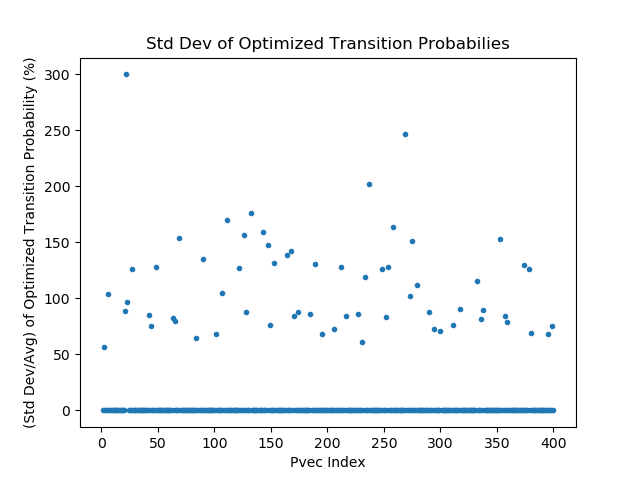 Std Dev of Optimized Transition Probabilies
(Std Dev/Avg) of Optimized Transition Probability (%)
300
250
200
150
100
50
0
0 50 100 150 200 250 300 350 400
Pvec Index